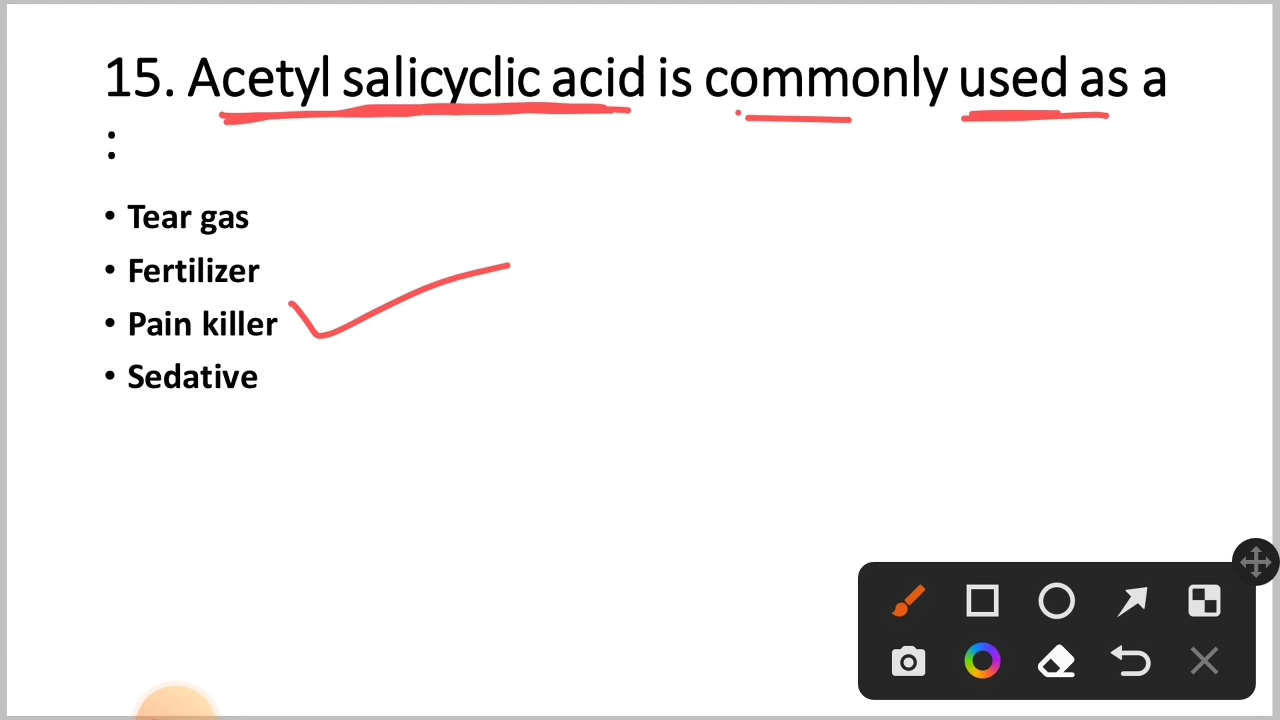 15. Acetyl salicyclic acid is commonly used as a
:
• Tear gas
• Fertilizer
• Pain killer
• Sedative